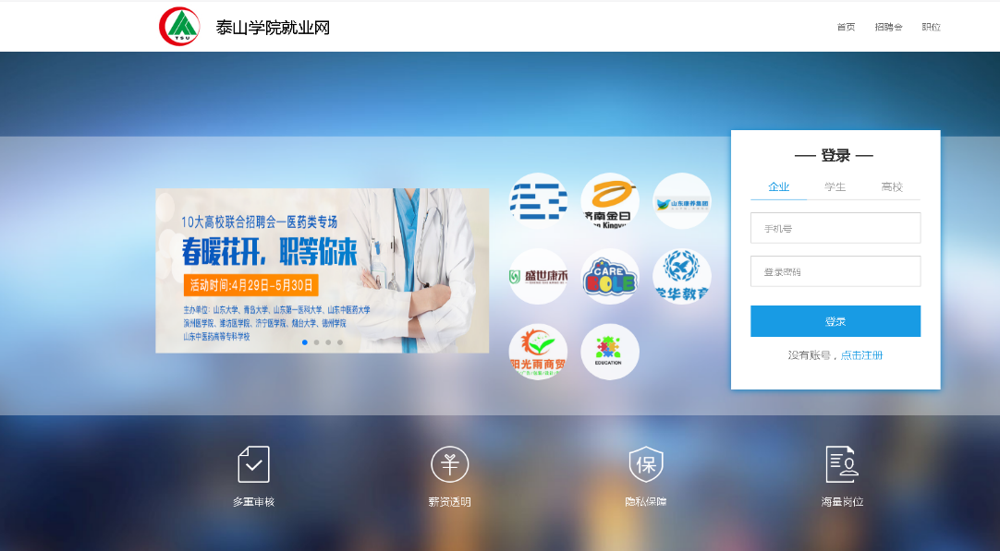 TSU
泰山学院就业网
首页
招聘会
职位
10大高校联合招聘会—医药类专场
春暖花开，职等你来
活动时间:4月29日-5月30日
主办单位：山东大学、青岛大学、山东第一医科大学、山东中医药大学
滨州医学院、潍坊医学院、济宁医学院、烟台大学、德州学院
山东中医药高等专科学校
济南金日
山东康养集团
盛世康禾
CARE
阳光雨商贸
EDUCATION
登录
企业
学生
高校
手机号
登录密码
登录
没有账号，点击注册
保
多重审核
薪资透明
隐私保障
海量岗位